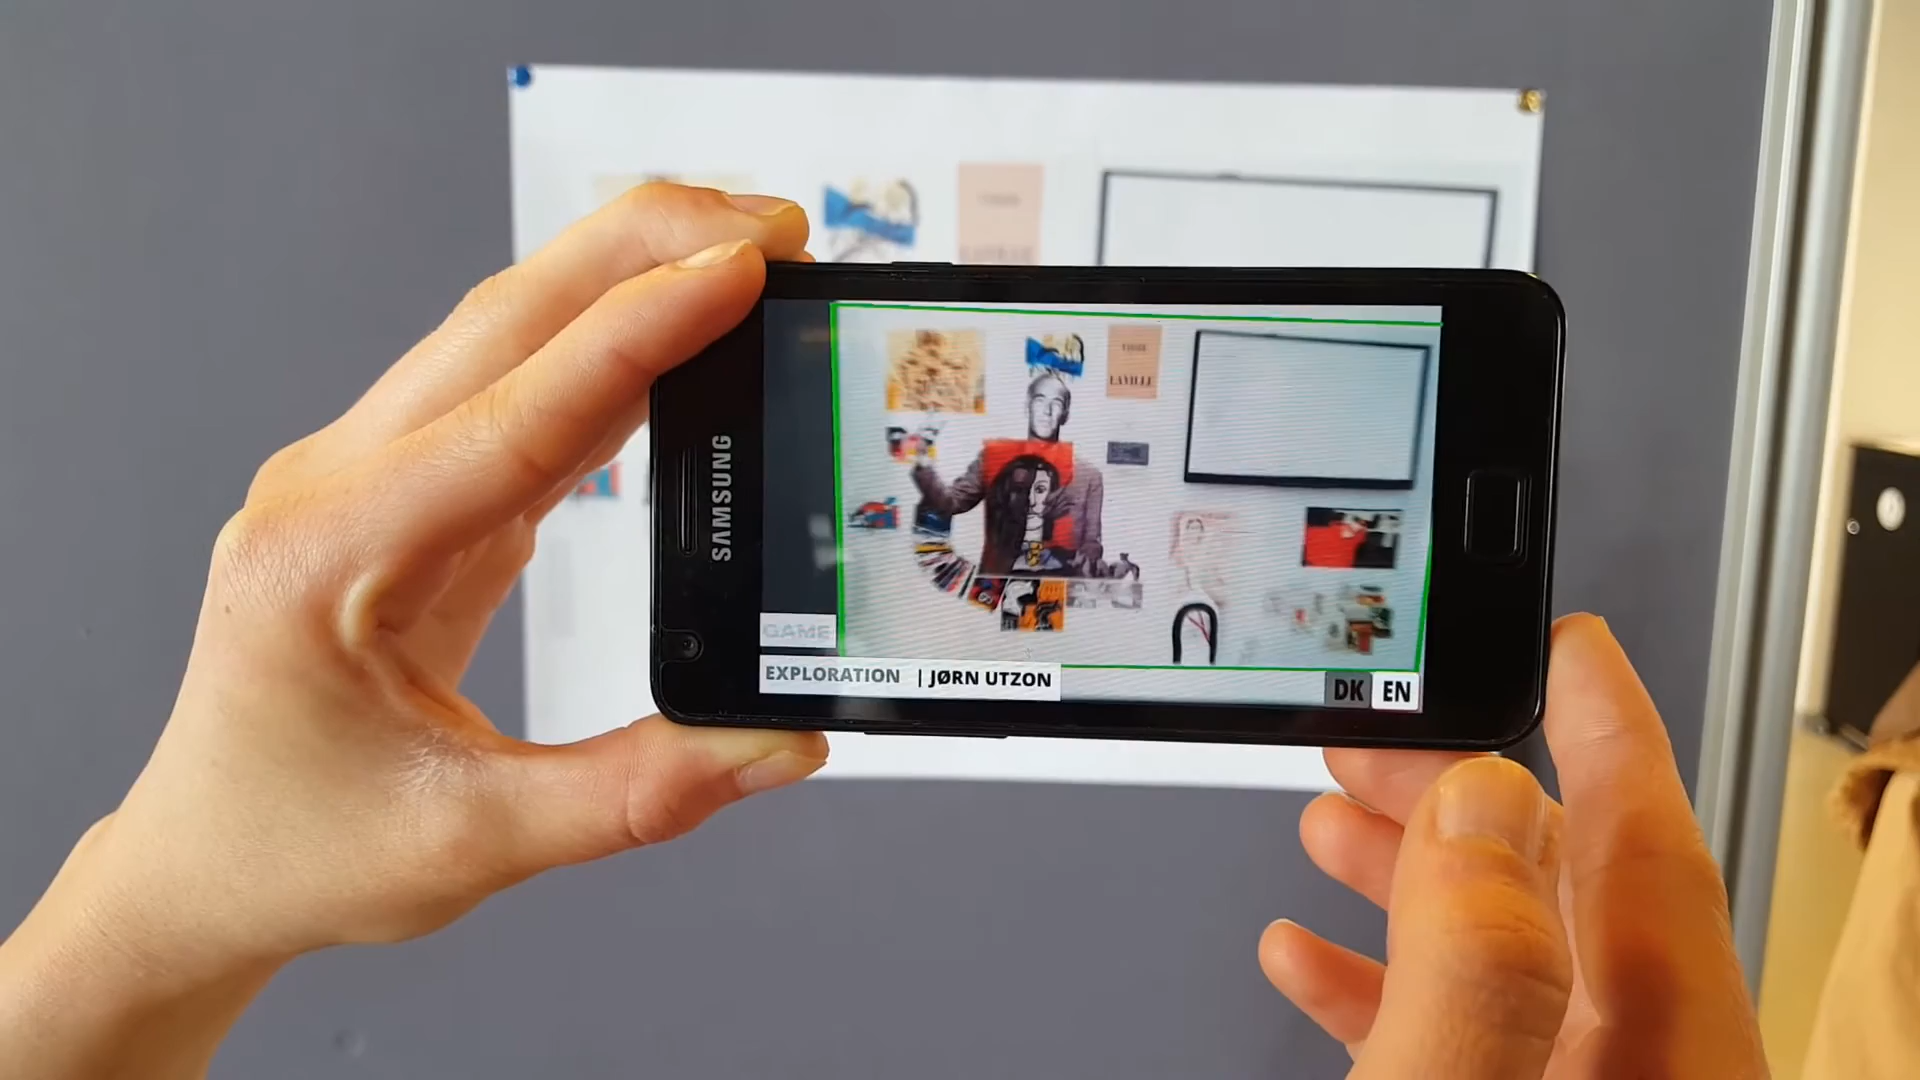 SAMSUNG
LAVILLE
GAME
EXPLORATION | JØRN UTZON
DK EN